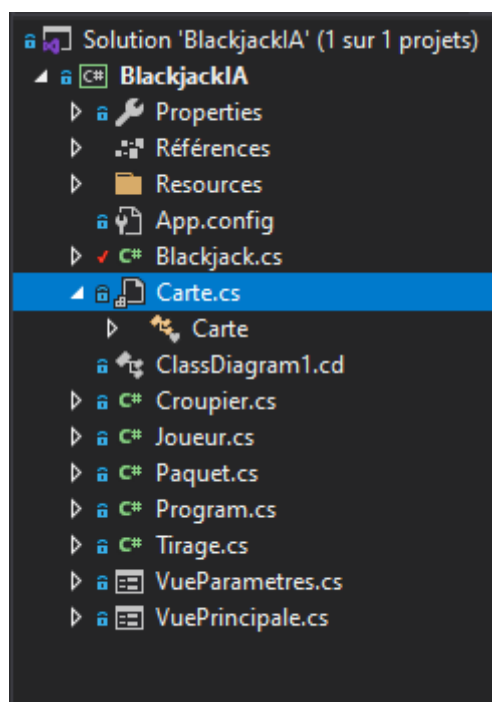 Solution 'BlackjackIA' (1 sur 1 projets)
C# BlackjackIA
Properties
Références
Resources
App.config
C# Blackjack.cs
Carte.cs
Carte
ClassDiagram1.cd
C# Croupier.cs
C# Joueur.cs
C# Paquet.cs
C# Program.cs
C# Tirage.cs
VueParametres.cs
VuePrincipale.cs